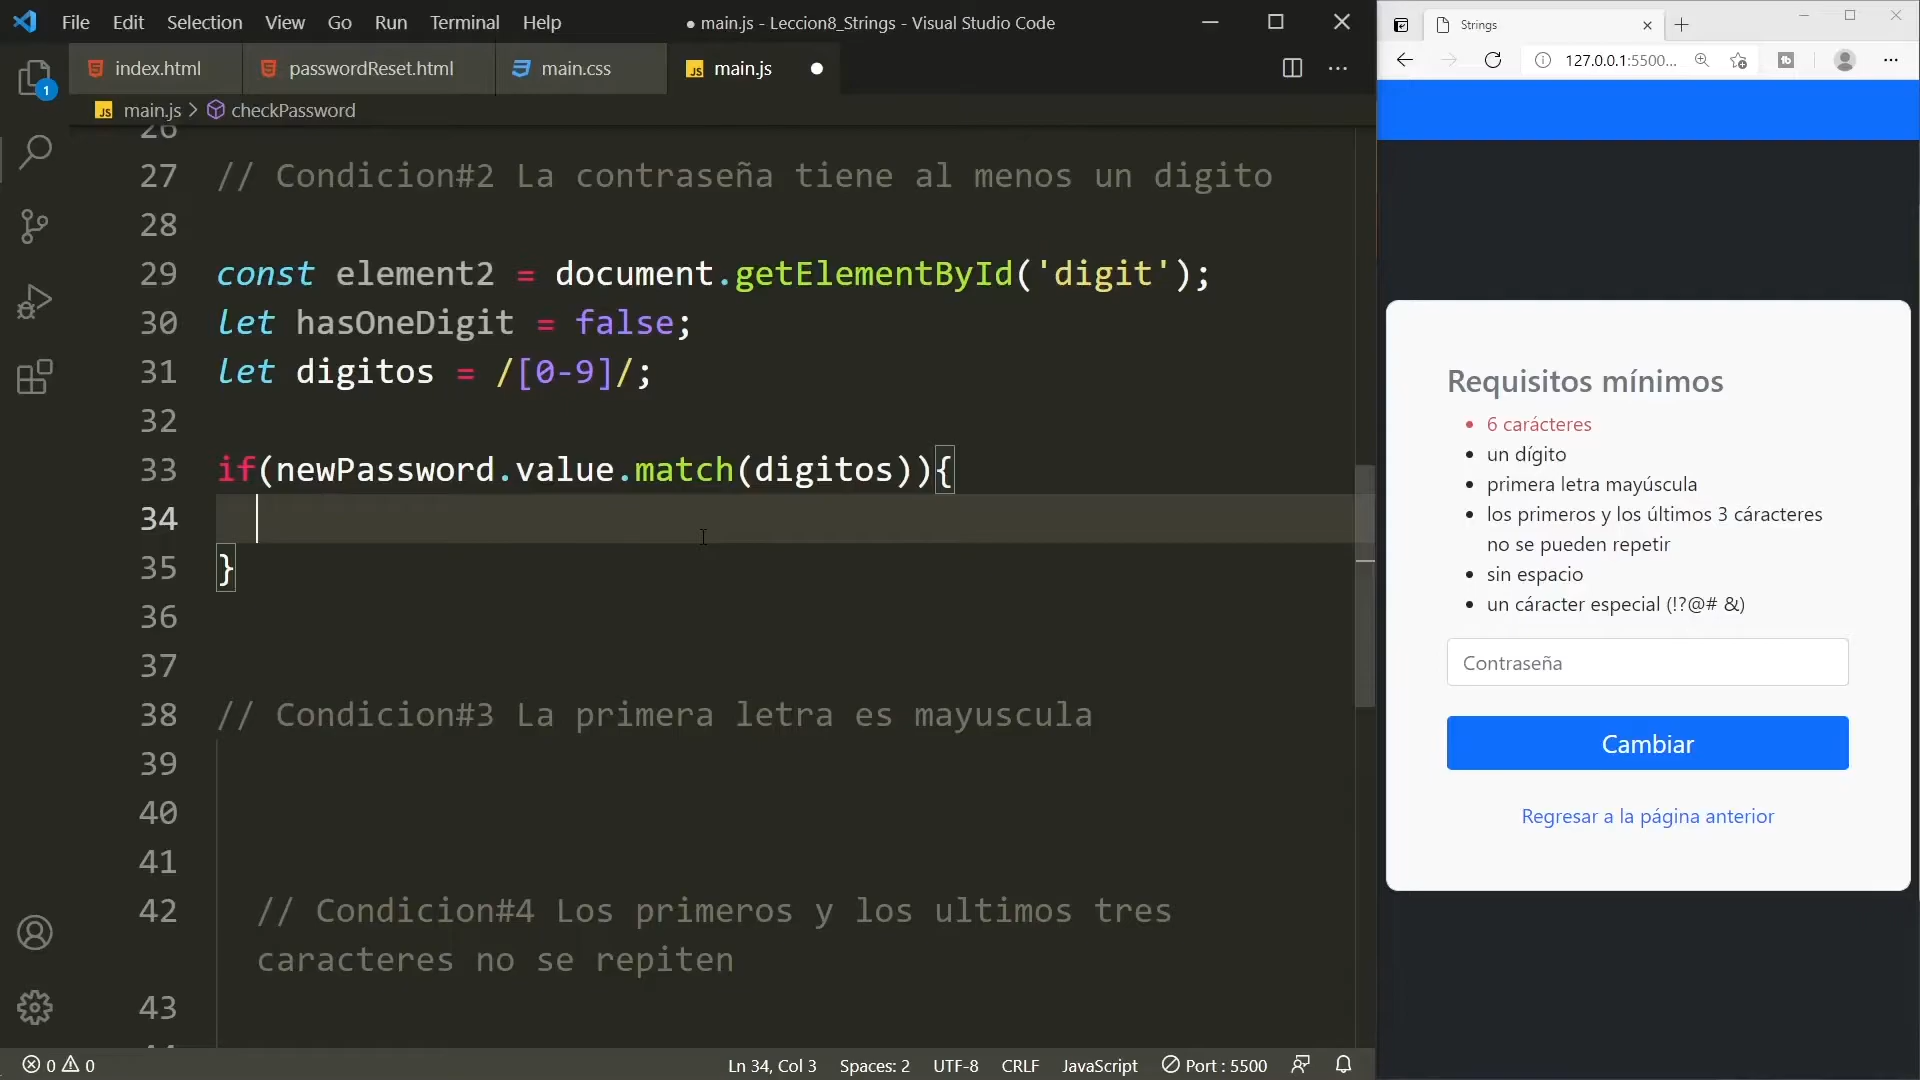 File Edit Selection View Go Run Terminal Help
● main.js - Leccion8_Strings - Visual Studio Code
index.html
passwordReset.html
main.css
main.js
1
main.js > checkPassword
26
27 // Condicion#2 La contraseña tiene al menos un digito
28
29 const element2 = document.getElementById('digit');
30 let hasOneDigit = false;
31 let digitos = /[0-9]/;
32
33 if(newPassword.value.match(digitos)){
34
35 }
36
37
38 // Condicion#3 La primera letra es mayuscula
39
40
41
42 // Condicion#4 Los primeros y los ultimos tres
caracteres no se repiten
43
0 0
Ln 34, Col 3 Spaces: 2 UTF-8 CRLF JavaScript Port : 5500
Strings
127.0.0.1:5500...
Requisitos mínimos
• 6 carácteres
• un dígito
• primera letra mayúscula
• los primeros y los últimos 3 cáracteres
no se pueden repetir
• sin espacio
• un cáracter especial (!?@# &)
Contraseña
Cambiar
Regresar a la página anterior